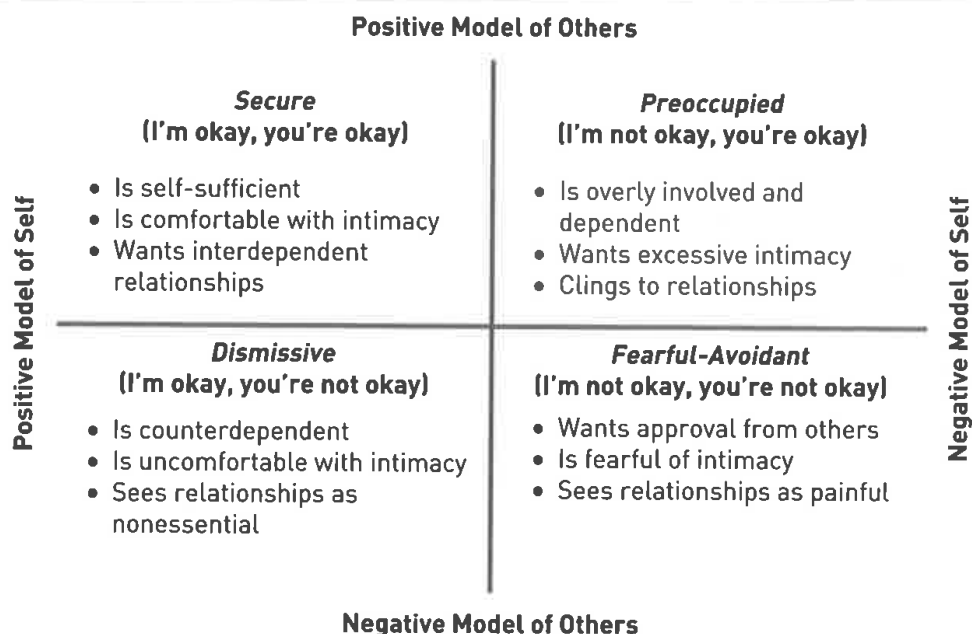 Positive Model of Others
Secure
(I'm okay, you're okay)
• Is self-sufficient
• Is comfortable with intimacy
• Wants interdependent
relationships
Preoccupied
(I'm not okay, you're okay)
• Is overly involved and
dependent
• Wants excessive intimacy
• Clings to relationships
Positive Model of Self
Negative Model of Self
Dismissive
(I'm okay, you're not okay)
• Is counterdependent
• Is uncomfortable with intimacy
• Sees relationships as
nonessential
Fearful-Avoidant
(I'm not okay, you're not okay)
• Wants approval from others
• Is fearful of intimacy
• Sees relationships as painful
Negative Model of Others